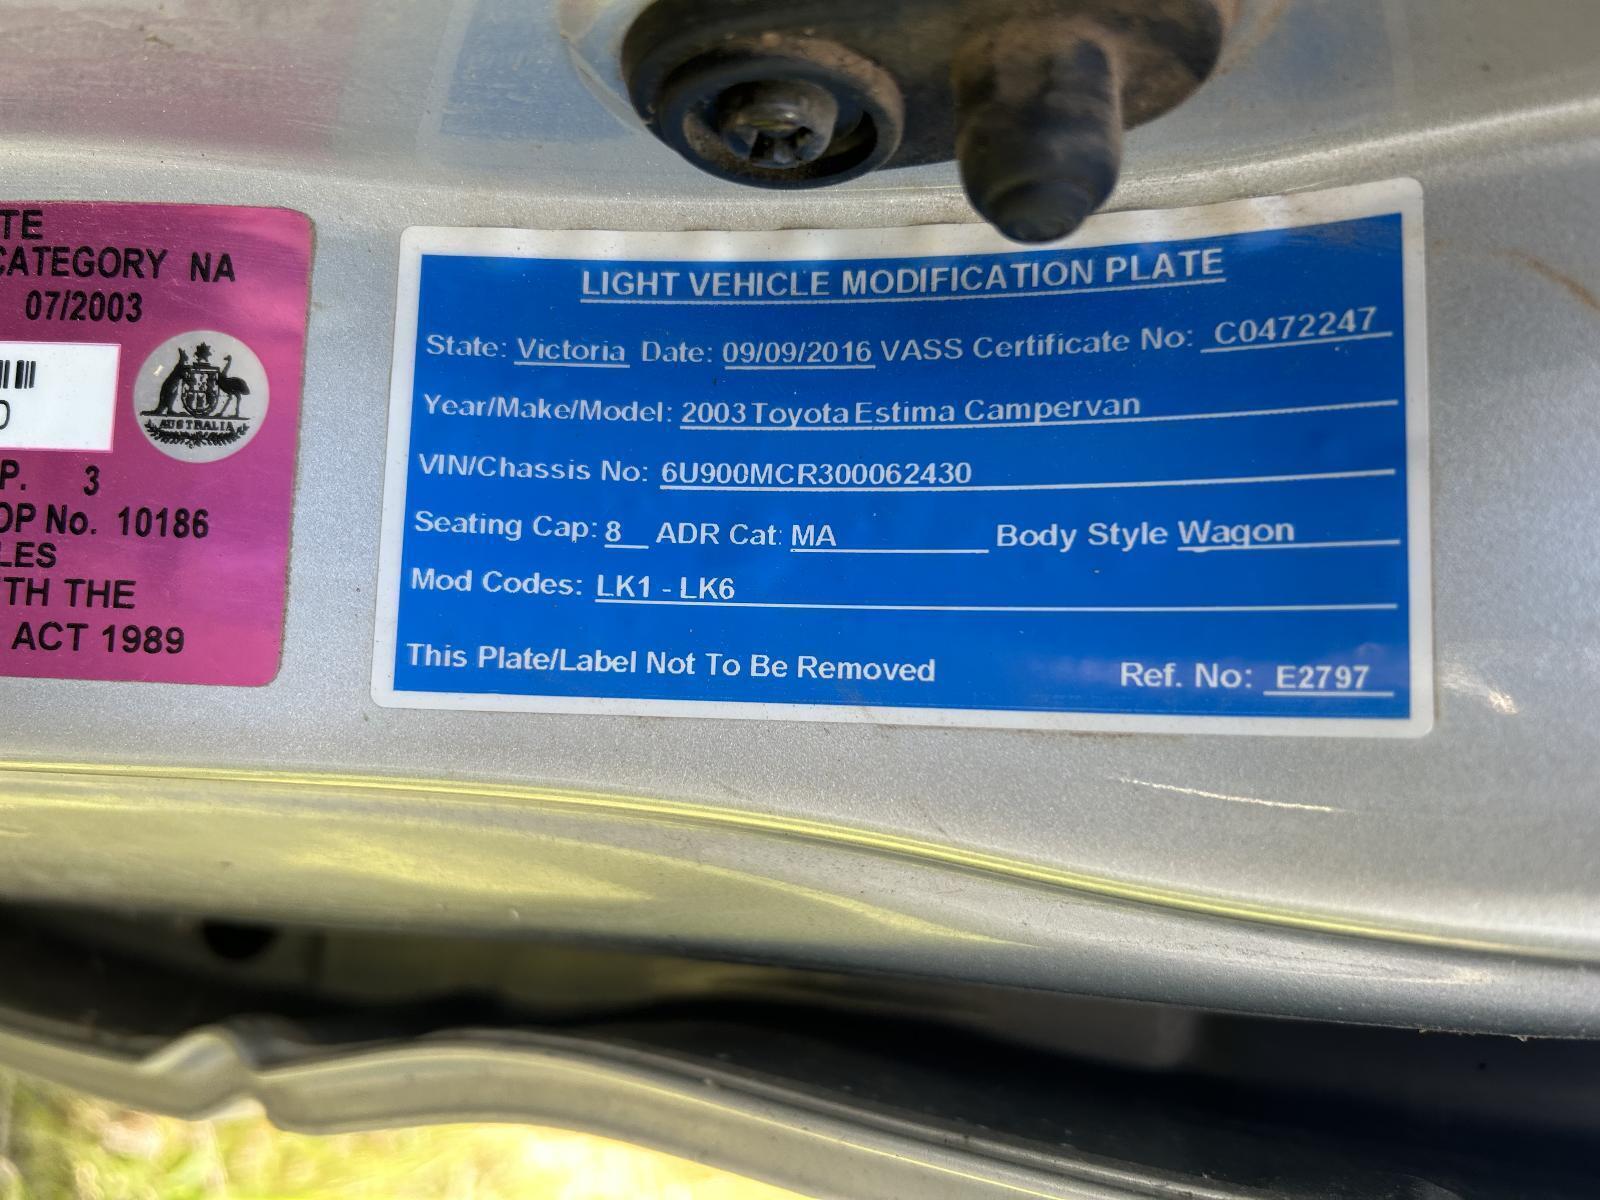 TE
CATEGORY NA
07/2003
AUSTRALIA
P. 3
OP No. 10186
LES
TH THE
ACT 1989
LIGHT VEHICLE MODIFICATION PLATE
State: Victoria Date: 09/09/2016 VASS Certificate No: C0472247
Year/Make/Model: 2003 Toyota Estima Campervan
VIN/Chassis No: 6U900MCR300062430
Seating Cap: 8 ADR Cat: MA Body Style Wagon
Mod Codes: LK1 - LK6
This Plate/Label Not To Be Removed Ref. No: E2797